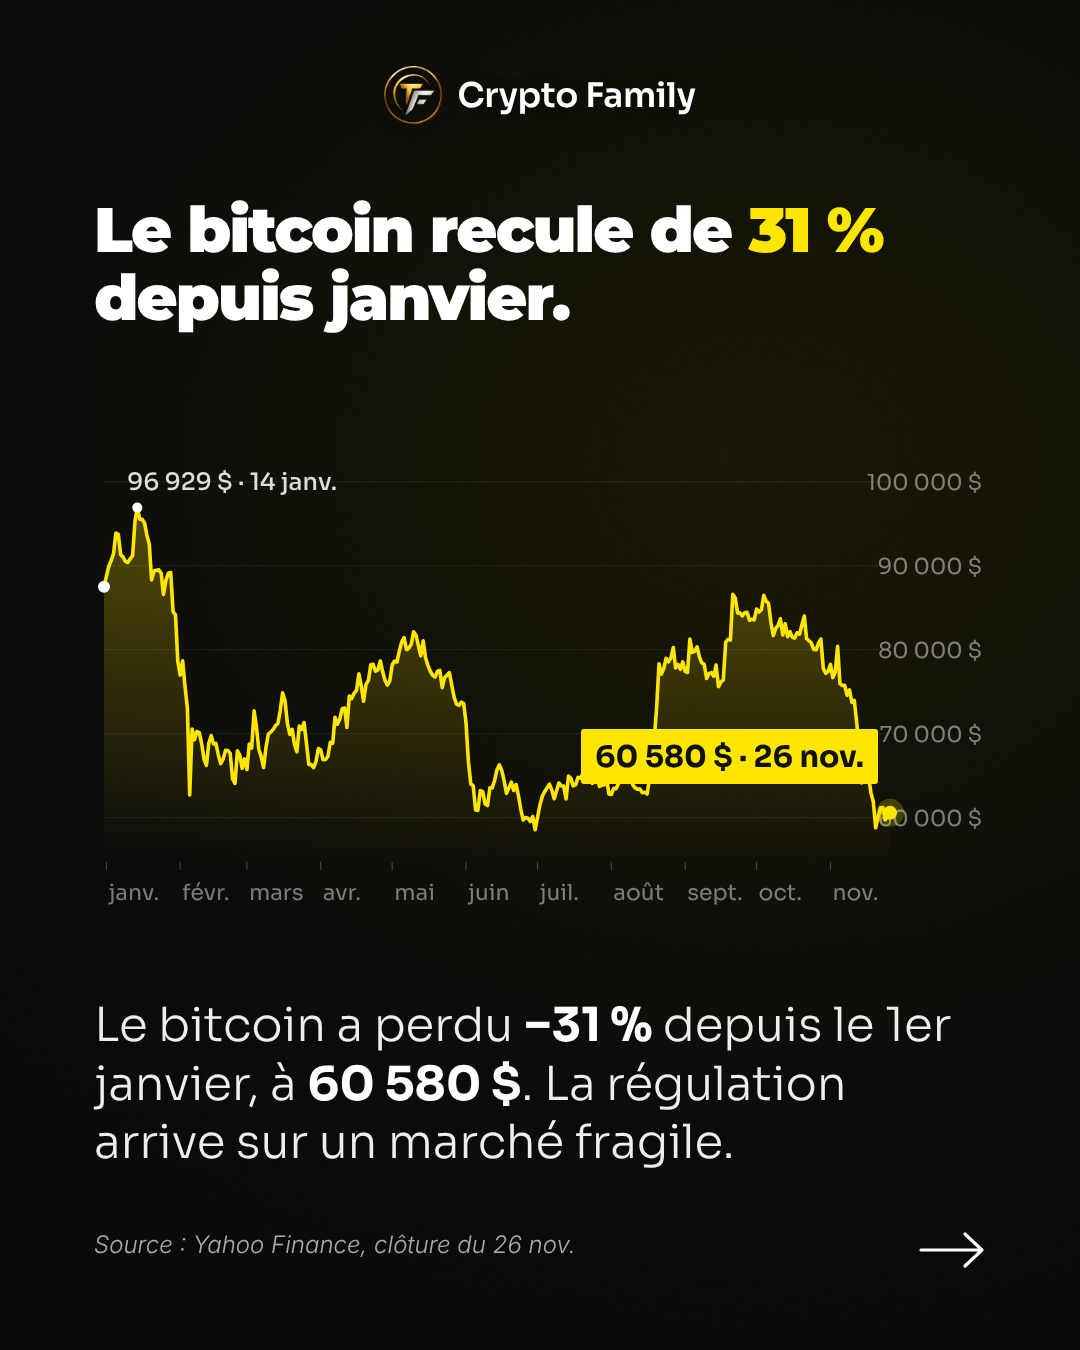 TF Crypto Family
Le bitcoin recule de 31 %
depuis janvier.
96 929 $ · 14 janv.
100 000 $
90 000 $
80 000 $
70 000 $
60 580 $ · 26 nov.
0 000 $
janv. févr. mars avr. mai juin juil. août sept. oct. nov.
Le bitcoin a perdu –31 % depuis le 1er
janvier, à 60 580 $. La régulation
arrive sur un marché fragile.
Source : Yahoo Finance, clôture du 26 nov.